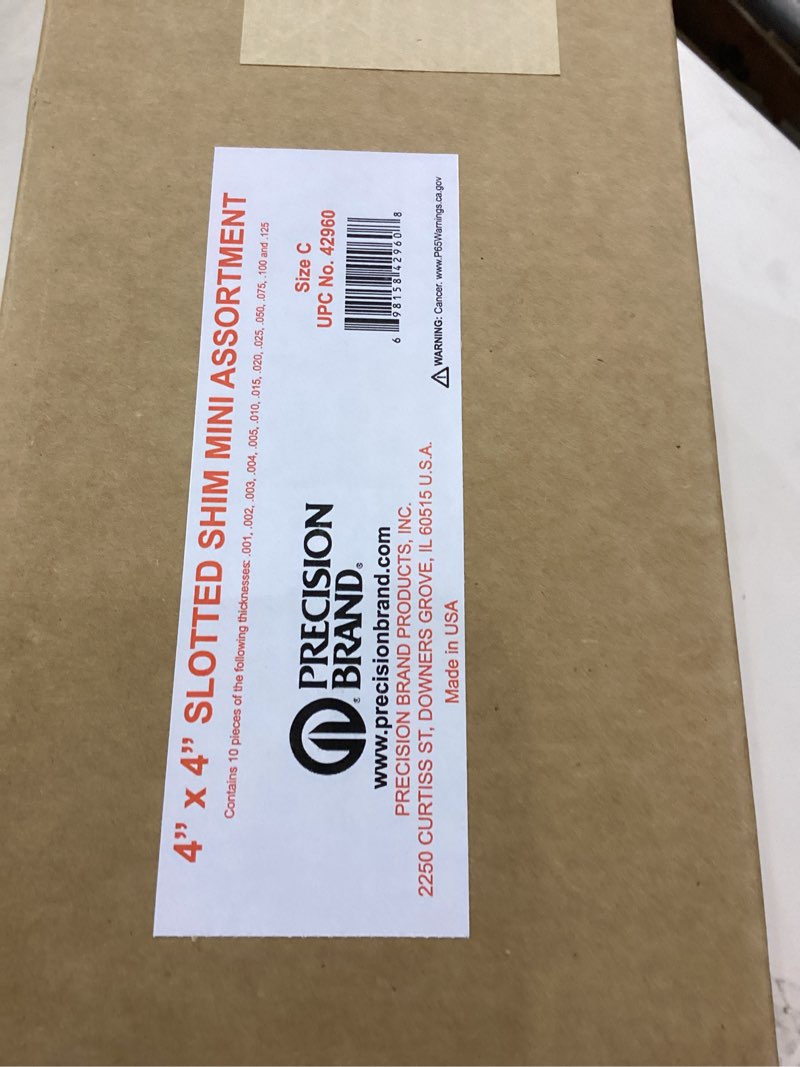 4” x 4” SLOTTED SHIM MINI ASSORTMENT
Contains 10 pieces of the following thicknesses: .001, .002, .003, .004, .005, .010, .015, .020, .025, .050, .075, .100 and .125
Size C
UPC No. 42960
6 98158 42960 8
PRECISION
BRAND®
®
www.precisionbrand.com
PRECISION BRAND PRODUCTS, INC.
2250 CURTISS ST, DOWNERS GROVE, IL 60515 U.S.A.
Made in USA
WARNING: Cancer. www.P65Warnings.ca.gov